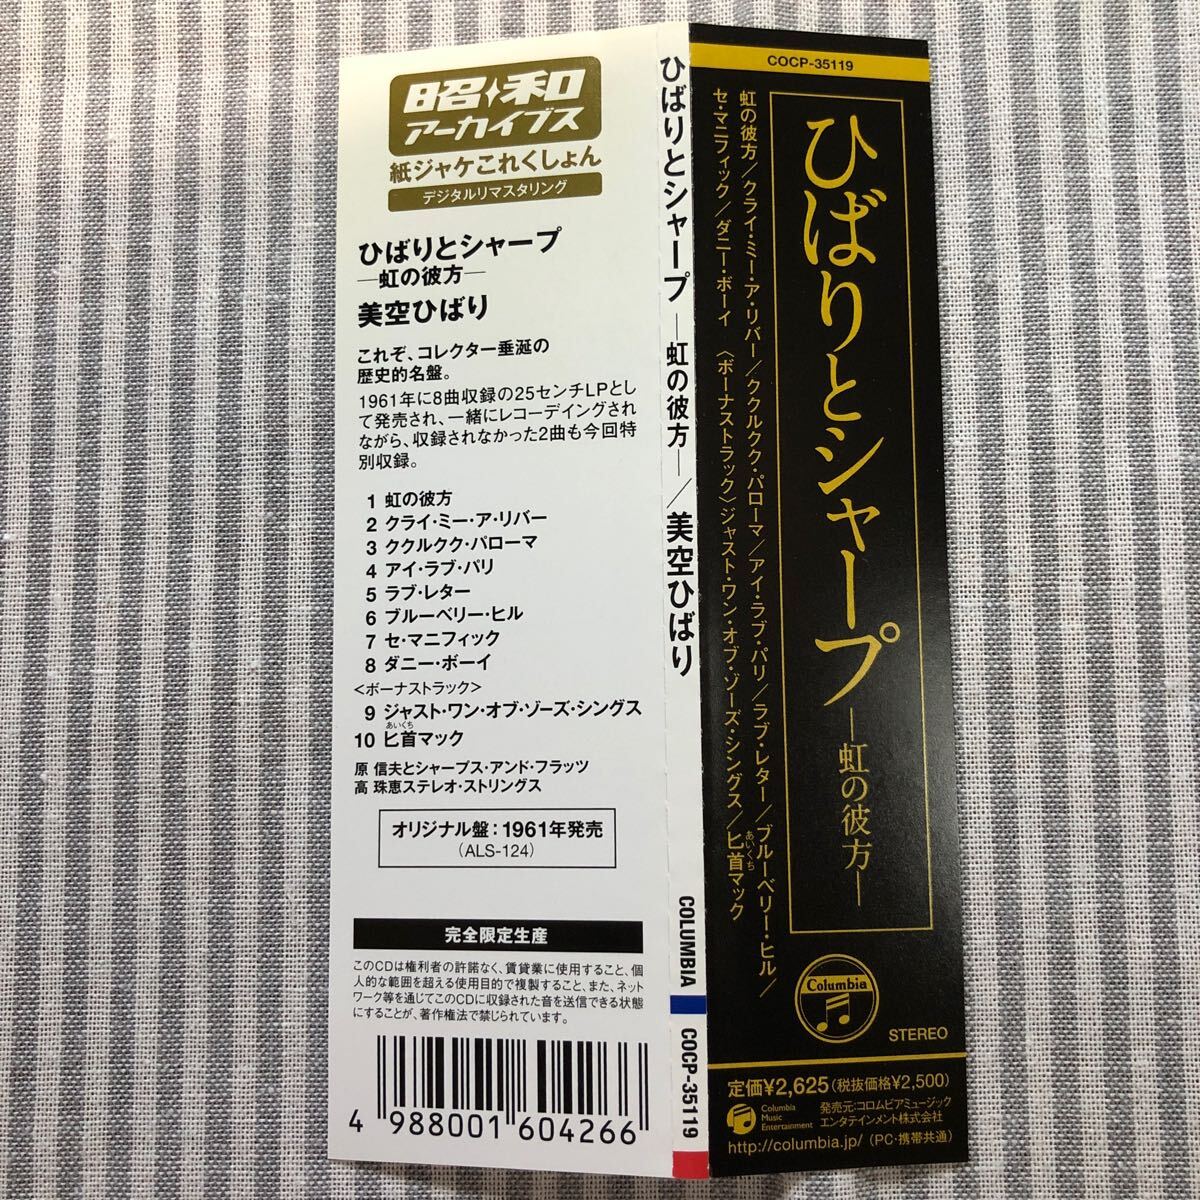 昭和
アーカイブス
紙ジャケこれくしょん
デジタルリマスタリング
ひばりとシャープ
―虹の彼方―
美空ひばり
これぞ、コレクター垂涎の
歴史的名盤。
1961年に8曲収録の25センチLPとし
て発売され、一緒にレコーデイングされ
ながら、収録されなかった2曲も今回特
別収録。
1 虹の彼方
2 クライ・ミー・ア・リバー
3 ククルクク・パローマ
4 アイ・ラブ・パリ
5 ラブ・レター
6 ブルーベリー・ヒル
7 セ・マニフィック
8 ダニー・ボーイ
<ボーナストラック>
9 ジャスト・ワン・オブ・ゾーズ・シングス
あいくち
10 匕首マック
原 信夫とシャープス・アンド・フラッツ
高 珠恵ステレオ・ストリングス
オリジナル盤：1961年発売
(ALS-124)
完全限定生産
このCDは権利者の許諾なく、賃貸業に使用すること、個
人的な範囲を超える使用目的で複製すること、また、ネット
ワーク等を通じてこのCDに収録された音を送信できる状態
にすることが、著作権法で禁じられています。
4 988001 604266
ひばりとシャープ ―虹の彼方―／美空ひばり
COLUMBIA
COCP-35119
COCP-35119
ひばりとシャープ ―虹の彼方―
虹の彼方／クライ・ミー・ア・リバー／ククルクク・パローマ／アイ・ラブ・パリ／ラブ・レター／ブルーベリー・ヒル／
セ・マニフィック／ダニー・ボーイ 〈ボーナストラック〉ジャスト・ワン・オブ・ゾーズ・シングス／匕首マック
あいくち
Columbia
STEREO
定価¥2,625(税抜価格¥2,500)
Columbia
Music
Entertainment
発売元:コロムビアミュージック
エンタテインメント株式会社
http://columbia.jp/ (PC・携帯共通)